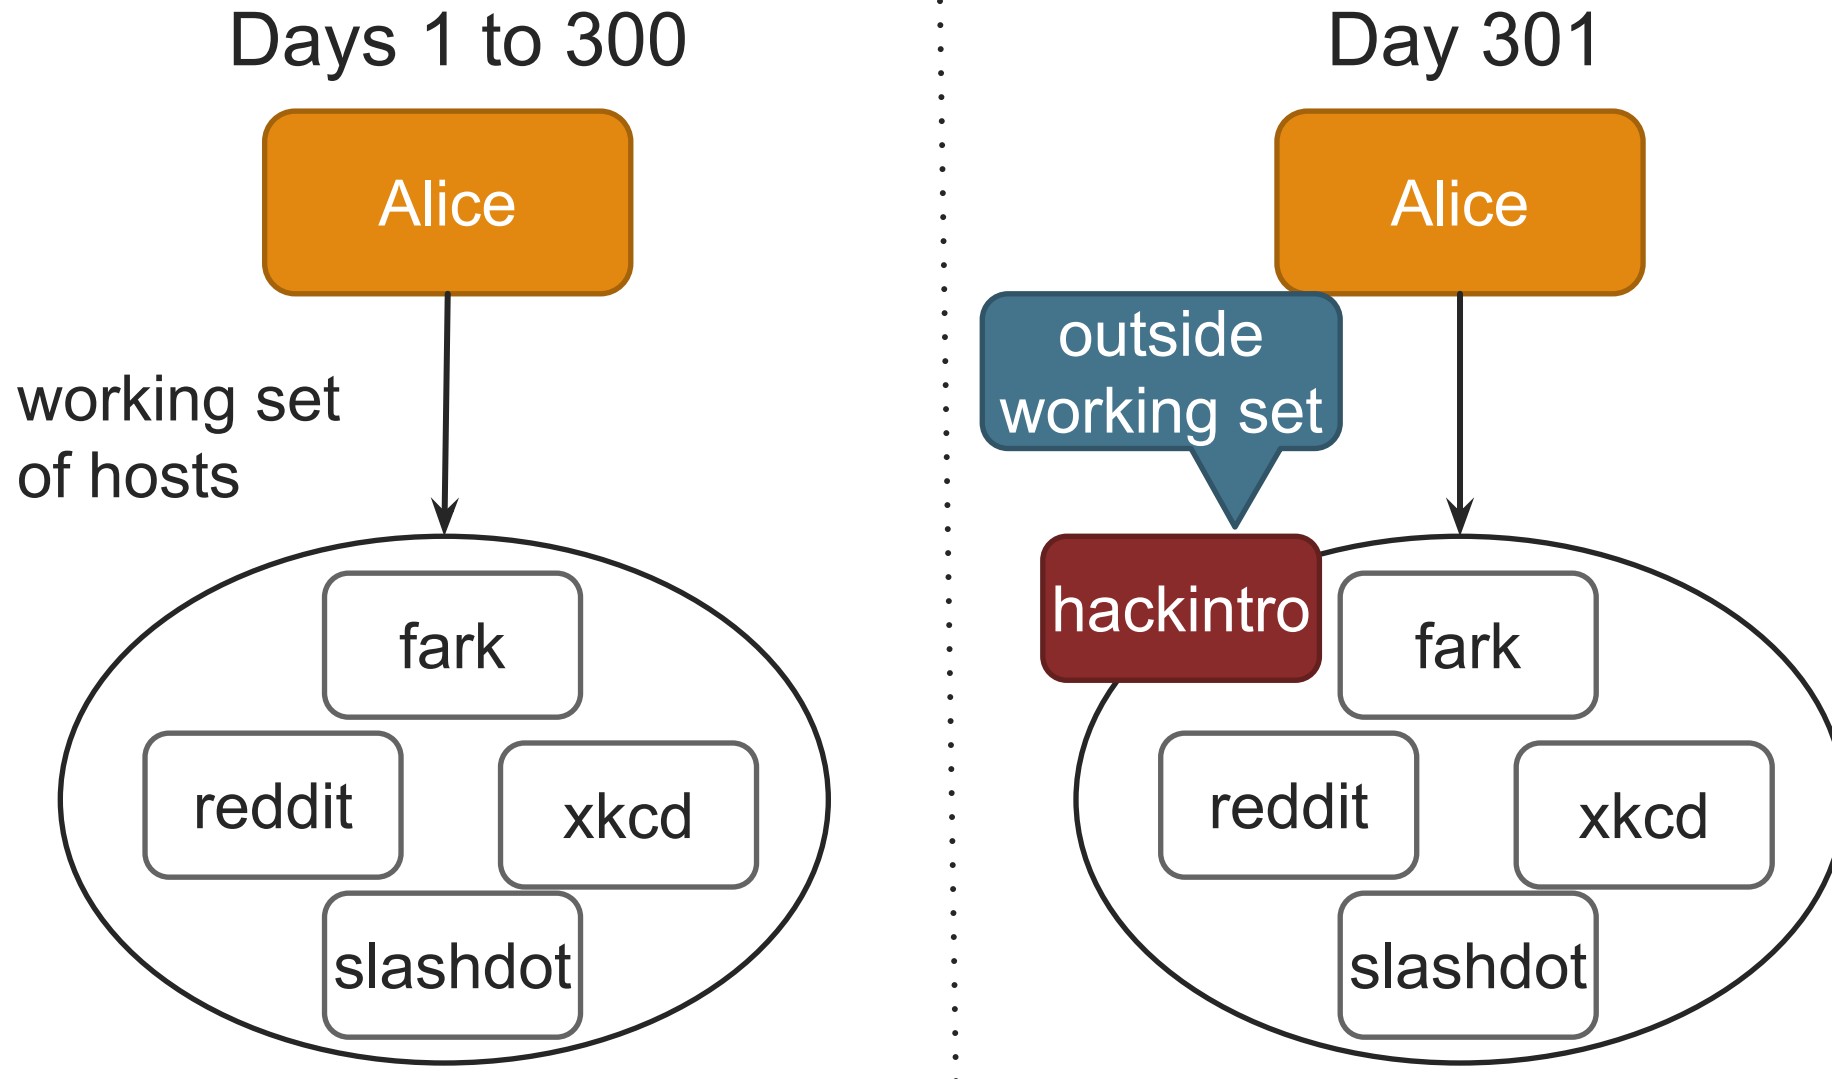 Days 1 to 300
Alice
working set
of hosts
fark
reddit
xkcd
slashdot
Day 301
Alice
outside
working set
hackintro
fark
reddit
xkcd
slashdot